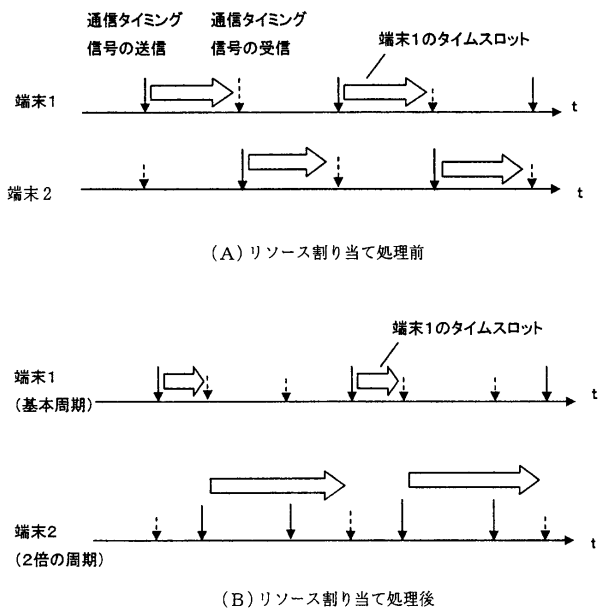 通信タイミング
信号の送信
通信タイミング
信号の受信
端末1のタイムスロット
端末1
t
端末2
t
(A)リソース割り当て処理前
端末1のタイムスロット
端末1
(基本周期)
t
端末2
(2倍の周期)
t
(B)リソース割り当て処理後